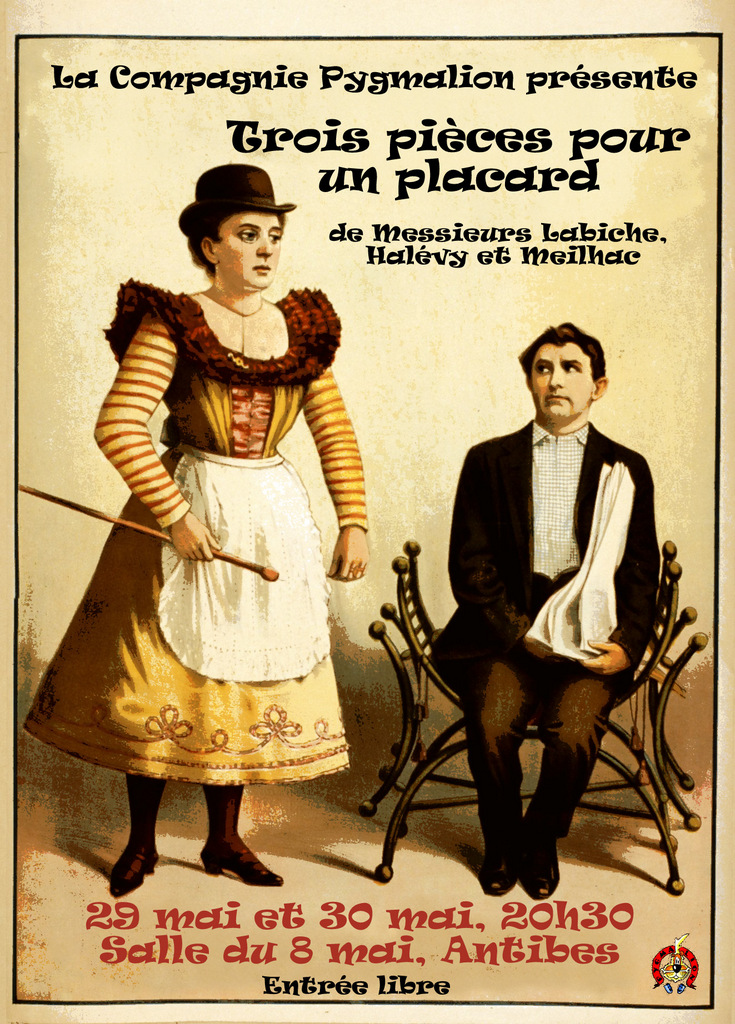 La Compagnie Pygmalion présente
Trois pièces pour
un placard
de Messieurs Labiche,
Halévy et Meilhac
29 mai et 30 mai, 20h30
Salle du 8 mai, Antibes
Entrée libre